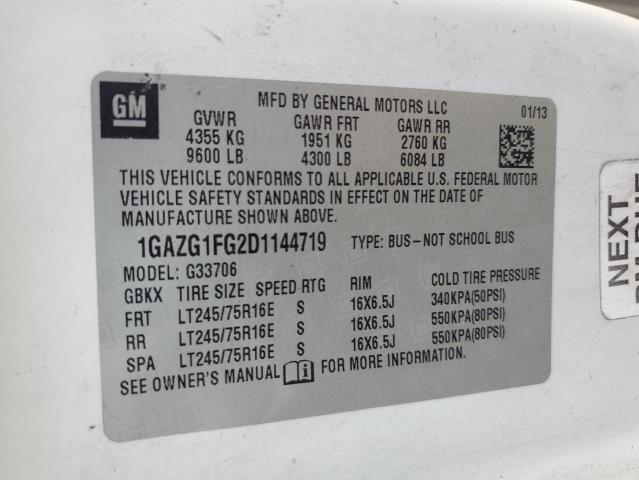 GM
MFD BY GENERAL MOTORS LLC 01/13
GVWR GAWR FRT GAWR RR
4355 KG 1951 KG 2760 KG
9600 LB 4300 LB 6084 LB
THIS VEHICLE CONFORMS TO ALL APPLICABLE U.S. FEDERAL MOTOR
VEHICLE SAFETY STANDARDS IN EFFECT ON THE DATE OF
MANUFACTURE SHOWN ABOVE.
1GAZG1FG2D1144719 TYPE: BUS-NOT SCHOOL BUS
MODEL: G33706
GBKX TIRE SIZE SPEED RTG RIM COLD TIRE PRESSURE
FRT LT245/75R16E S 16X6.5J 340KPA(50PSI)
RR LT245/75R16E S 16X6.5J 550KPA(80PSI)
SPA LT245/75R16E S 16X6.5J 550KPA(80PSI)
SEE OWNER'S MANUAL FOR MORE INFORMATION.
NEXT